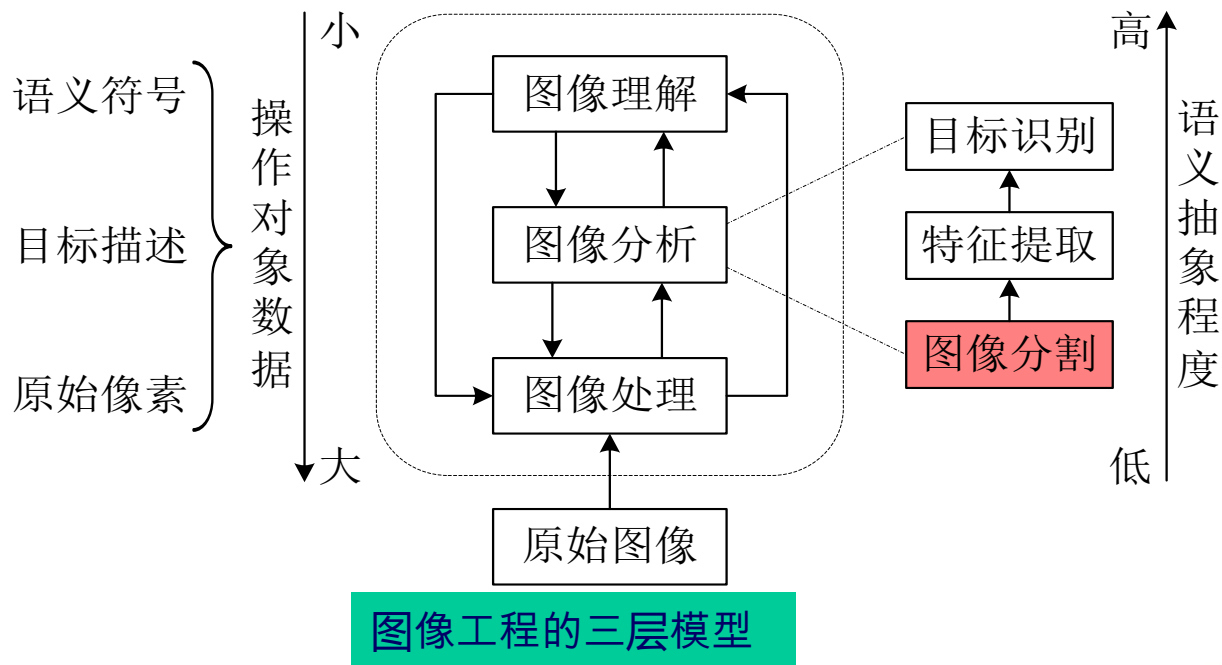 小
高
图像理解
语义符号
操作对象数据
目标识别
语义抽象程度
目标描述
图像分析
特征提取
图像分割
原始像素
图像处理
大
低
原始图像
图像工程的三层模型